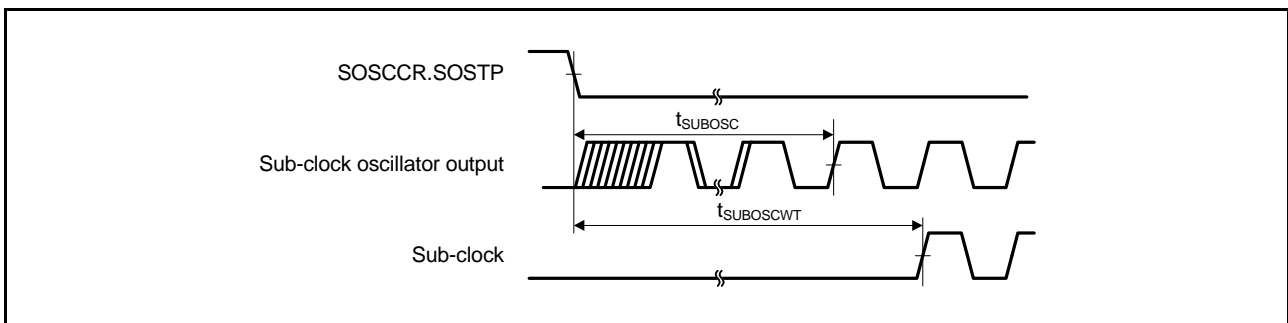 SOSCCR.SOSTP
tSUBOSC
Sub-clock oscillator output
tSUBOSCWT
Sub-clock